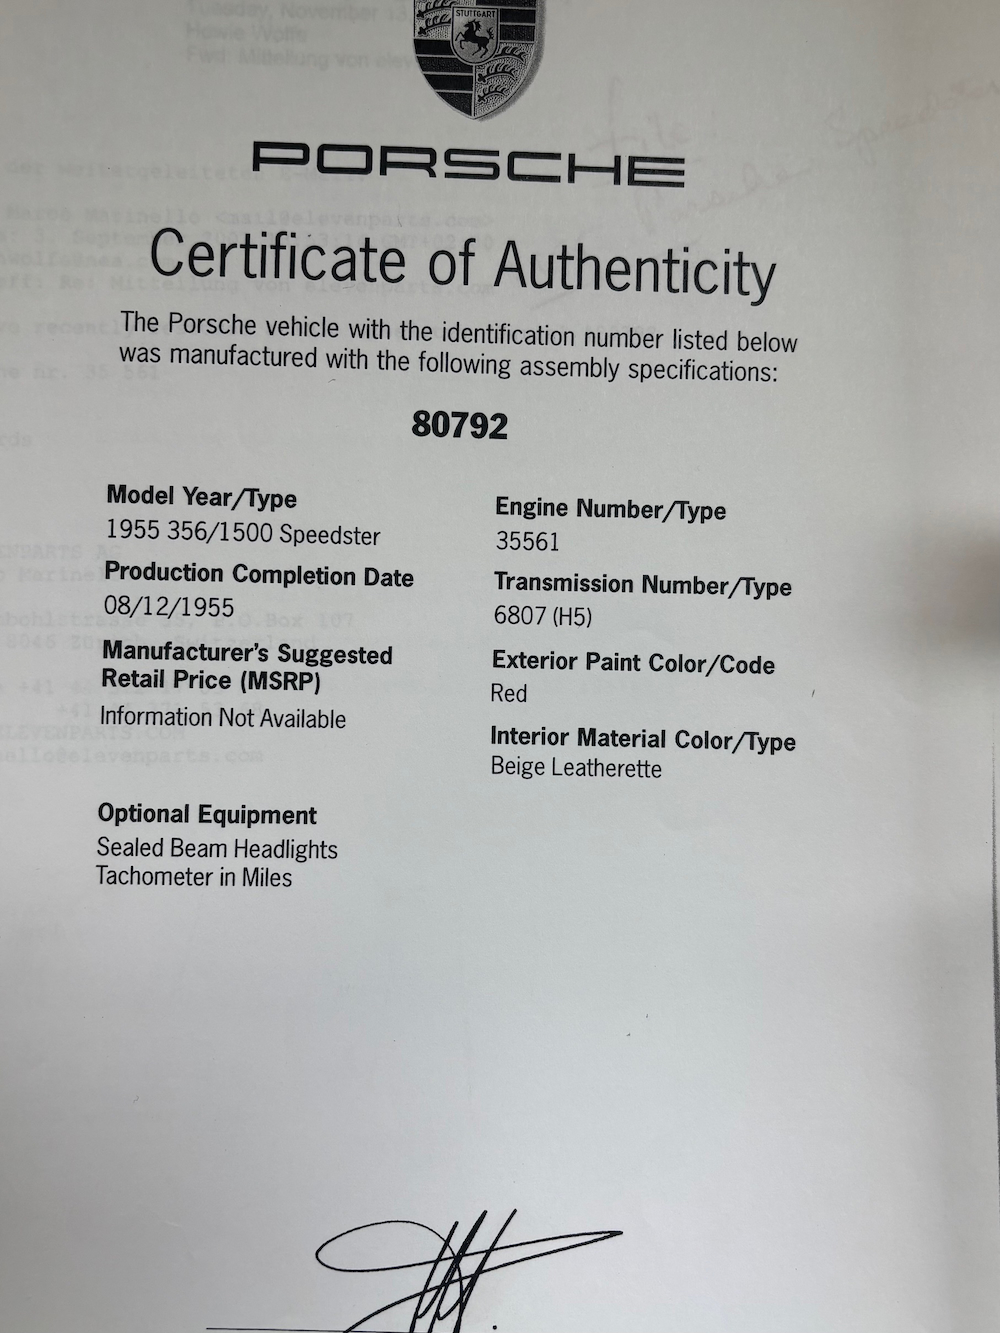 STUTTGART
PORSCHE
Certificate of Authenticity
The Porsche vehicle with the identification number listed below
was manufactured with the following assembly specifications:
80792
Model Year/Type
1955 356/1500 Speedster
Production Completion Date
08/12/1955
Manufacturer's Suggested
Retail Price (MSRP)
Information Not Available
Optional Equipment
Sealed Beam Headlights
Tachometer in Miles
Engine Number/Type
35561
Transmission Number/Type
6807 (H5)
Exterior Paint Color/Code
Red
Interior Material Color/Type
Beige Leatherette